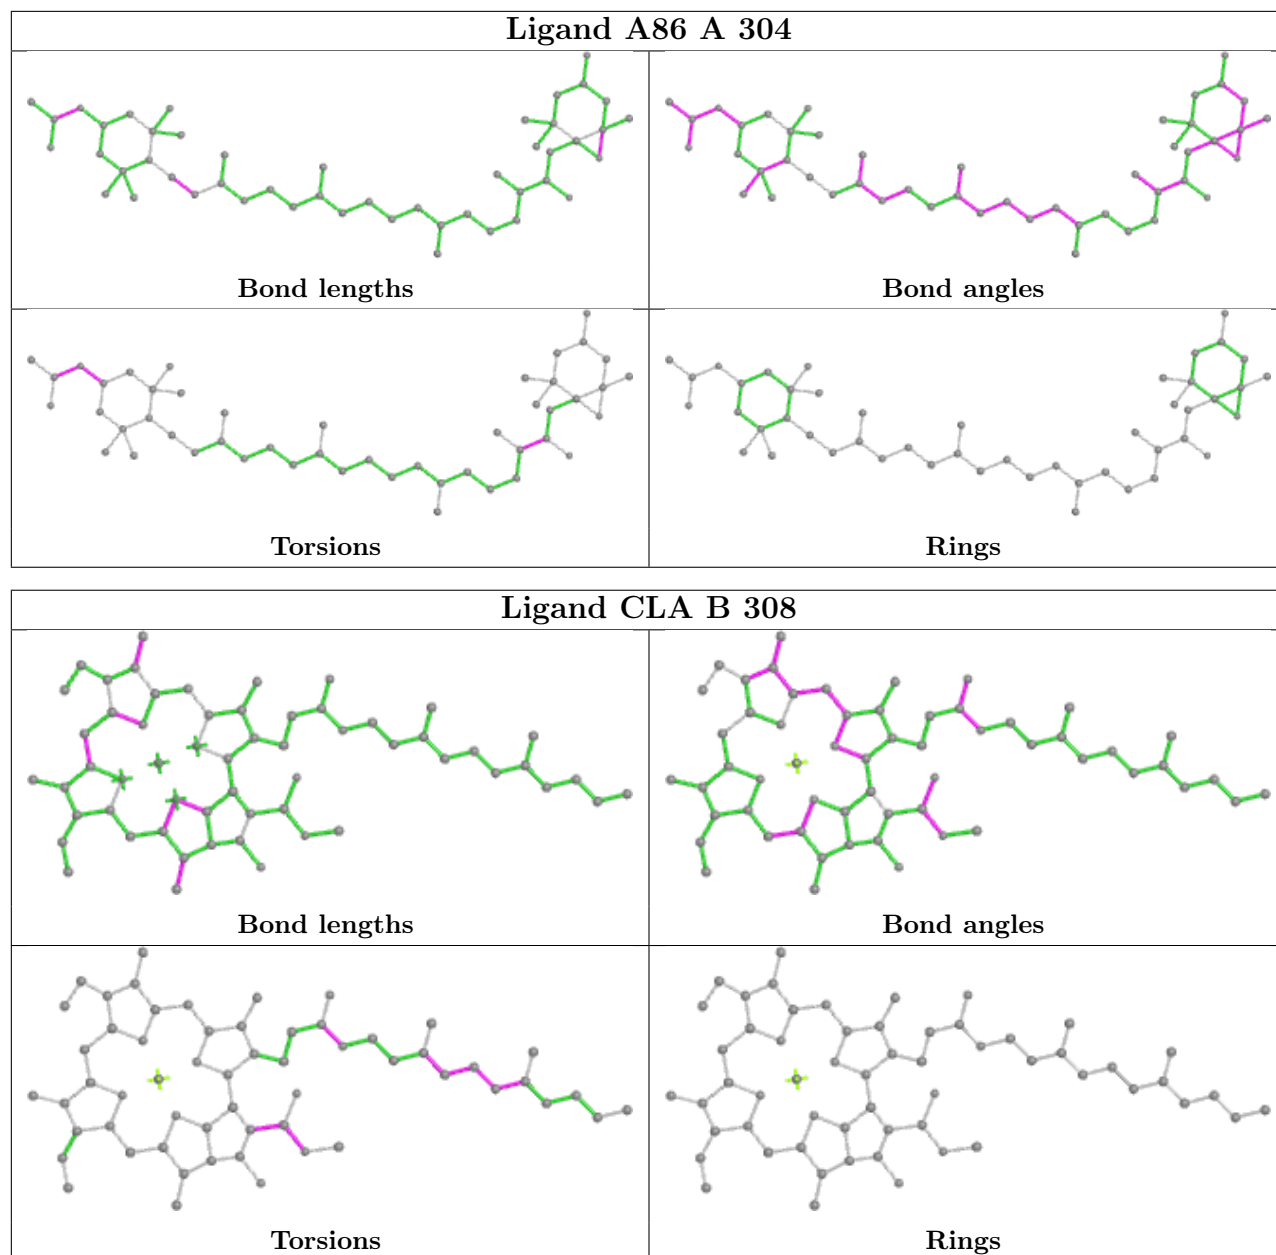 Ligand A86 A 304
Bond lengths
Bond angles
Torsions
Rings
Ligand CLA B 308
Bond lengths
Bond angles
Torsions
Rings